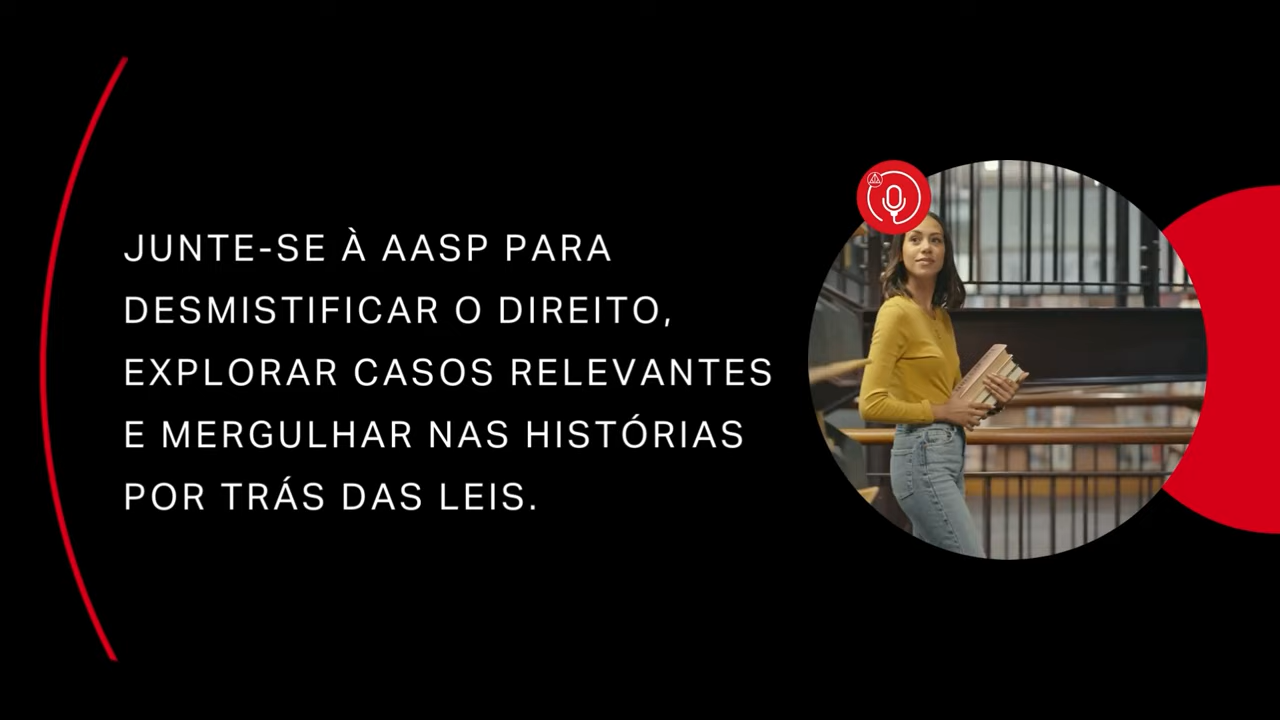 JUNTE-SE À AASP PARA
DESMISTIFICAR O DIREITO,
EXPLORAR CASOS RELEVANTES
E MERGULHAR NAS HISTÓRIAS
POR TRÁS DAS LEIS.